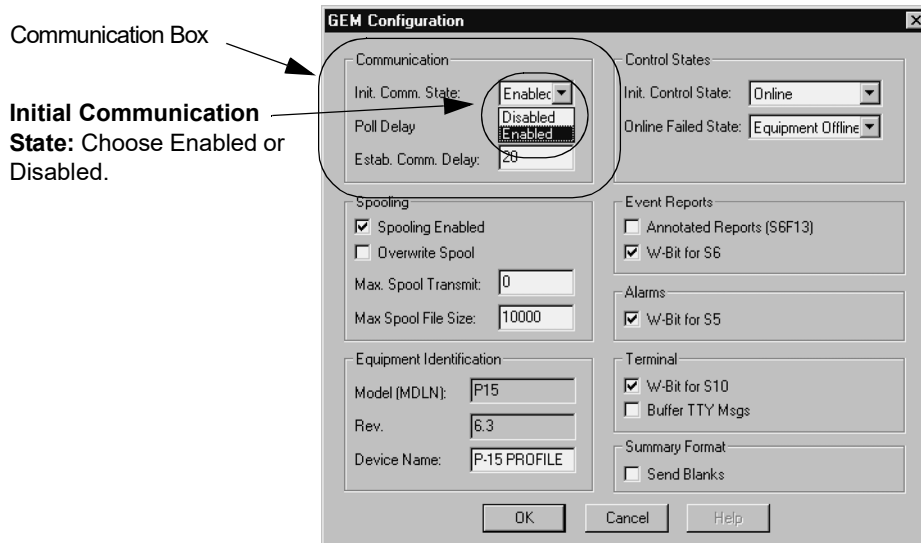 Communication Box
Initial Communication
State: Choose Enabled or
Disabled.
GEM Configuration
Communication
Init. Comm. State: Enabled
Disabled
Enabled
Poll Delay
Estab. Comm. Delay: 20
Control States
Init. Control State: Online
Online Failed State: Equipment Offline
Spooling
Spooling Enabled
Overwrite Spool
Max. Spool Transmit: 0
Max Spool File Size: 10000
Event Reports
Annotated Reports (S6F13)
W-Bit for S6
Alarms
W-Bit for S5
Equipment Identification
Model (MDLN): P15
Rev. 6.3
Device Name: P-15 PROFILE
Terminal
W-Bit for S10
Buffer TTY Msgs
Summary Format
Send Blanks
OK Cancel Help